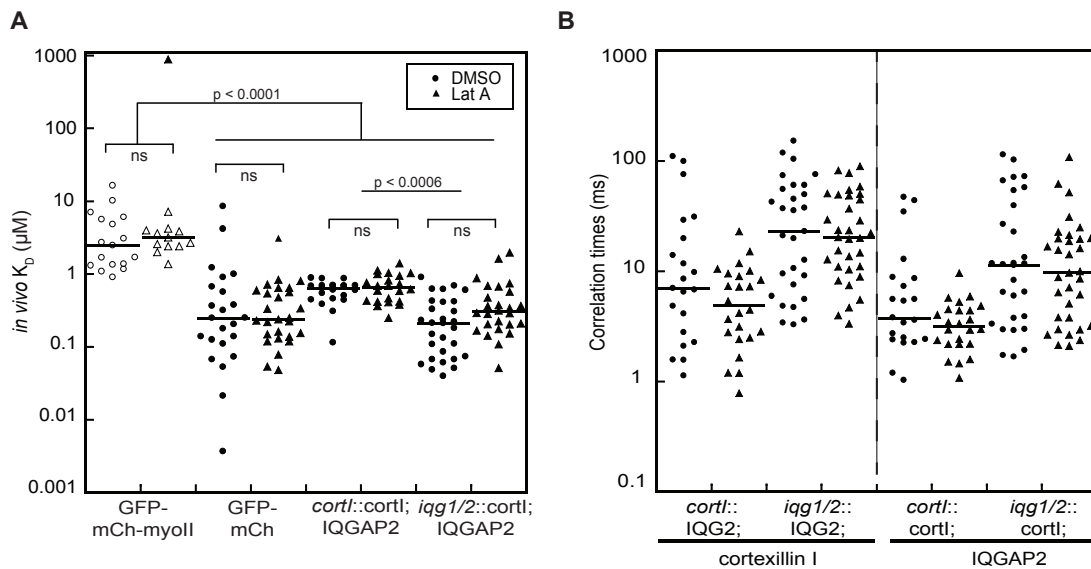 A
1000
100
10
1
0.1
0.01
0.001
in vivo K_D (µM)
DMSO
Lat A
p < 0.0001
ns
ns
p < 0.0006
ns
ns
GFP-
mCh-myoII
GFP-
mCh
cortI::cortI;
IQGAP2
iqg1/2::cortI;
IQGAP2
B
1000
100
10
1
0.1
Correlation times (ms)
cortI::
IQG2;
iqg1/2::
IQG2;
cortI::
cortI;
iqg1/2::
cortI;
cortexillin I
IQGAP2